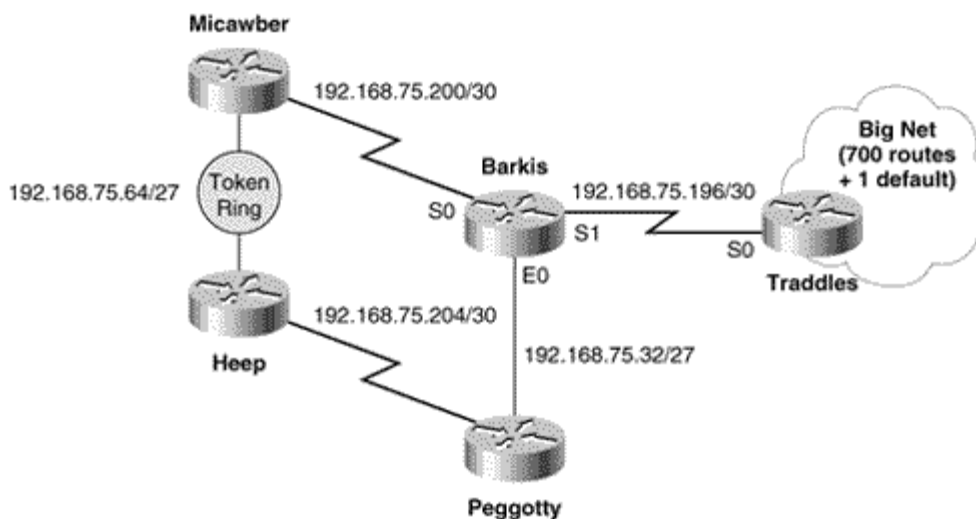 Micawber
192.168.75.200/30
Big Net
(700 routes
+ 1 default)
Barkis
192.168.75.64/27
Token
Ring
192.168.75.196/30
S0
S1
S0
E0
Traddles
192.168.75.204/30
Heep
192.168.75.32/27
Peggotty